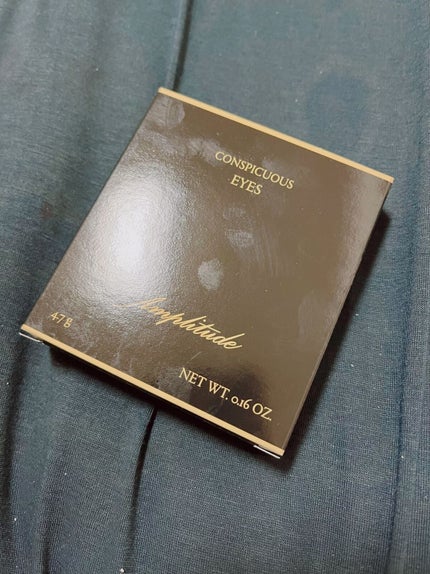 CONSPICUOUS
EYES
Amplitude
4.7 g
NET WT. 0.16 OZ.